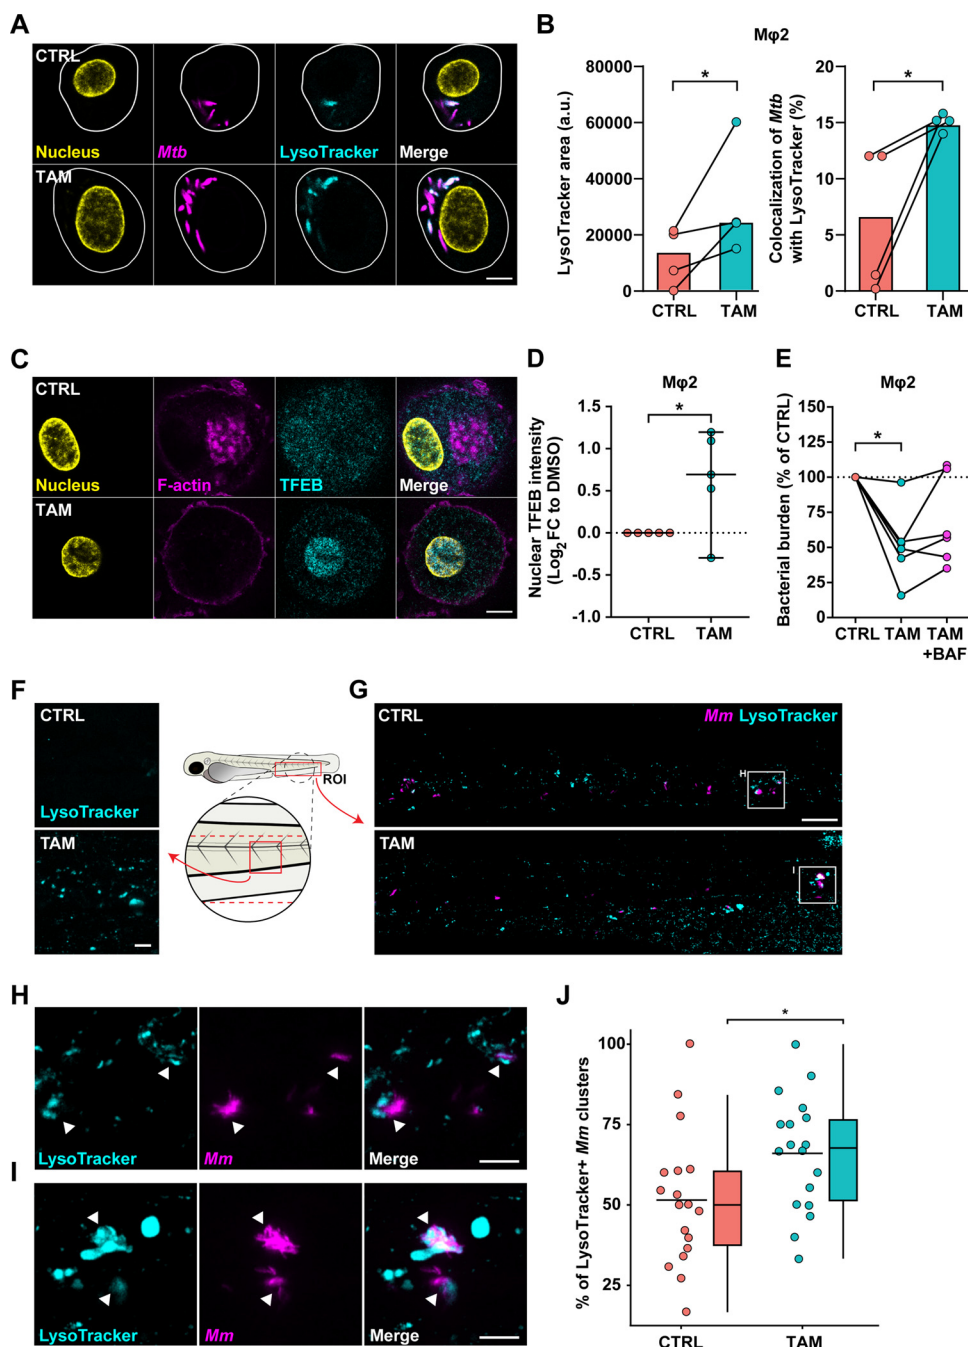 A
CTRL
Nucleus
Mtb
LysoTracker
Merge
TAM
B
Mφ2
LysoTracker area (a.u.)
80000
60000
40000
20000
0
*
CTRL
TAM
Colocalization of Mtb
with LysoTracker (%)
20
15
10
5
0
*
CTRL
TAM
C
CTRL
Nucleus
F-actin
TFEB
Merge
TAM
D
Mφ2
Nuclear TFEB intensity
(Log2 FC to DMSO)
1.5
1.0
0.5
0.0
-0.5
-1.0
*
CTRL
TAM
E
Mφ2
Bacterial burden (% of CTRL)
150
125
100
75
50
25
0
*
CTRL
TAM
TAM
+BAF
F
CTRL
LysoTracker
TAM
ROI
G
CTRL
Mm LysoTracker
H
TAM
I
H
LysoTracker
Mm
Merge
I
LysoTracker
Mm
Merge
J
% of LysoTracker+ Mm clusters
100
75
50
25
*
CTRL
TAM